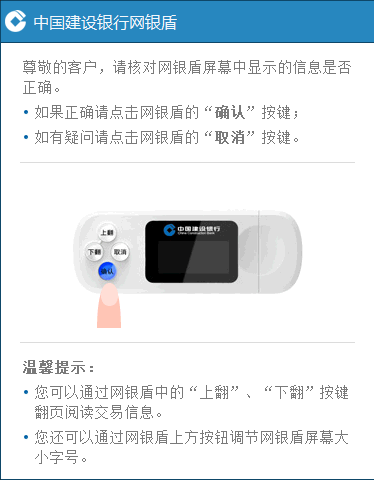 中国建设银行网银盾
尊敬的客户，请核对网银盾屏幕中显示的信息是否
正确。
• 如果正确请点击网银盾的“确认”按键；
• 如有疑问请点击网银盾的“取消”按键。
上翻
中国建设银行
China Construction Bank
下翻 取消
确认
温馨提示：
• 您可以通过网银盾中的“上翻”、“下翻”按键
翻页阅读交易信息。
• 您还可以通过网银盾上方按钮调节网银盾屏幕大
小字号。